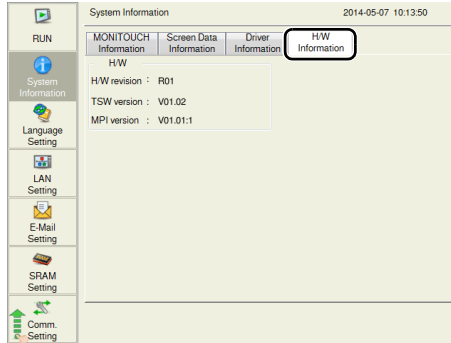 System Information 2014-05-07 10:13:50
RUN
MONITOUCH Information
Screen Data Information
Driver Information
H/W Information
H/W
H/W revision : R01
TSW version : V01.02
MPI version : V01.01:1
System Information
Language Setting
LAN Setting
E-Mail Setting
SRAM Setting
Comm. Setting